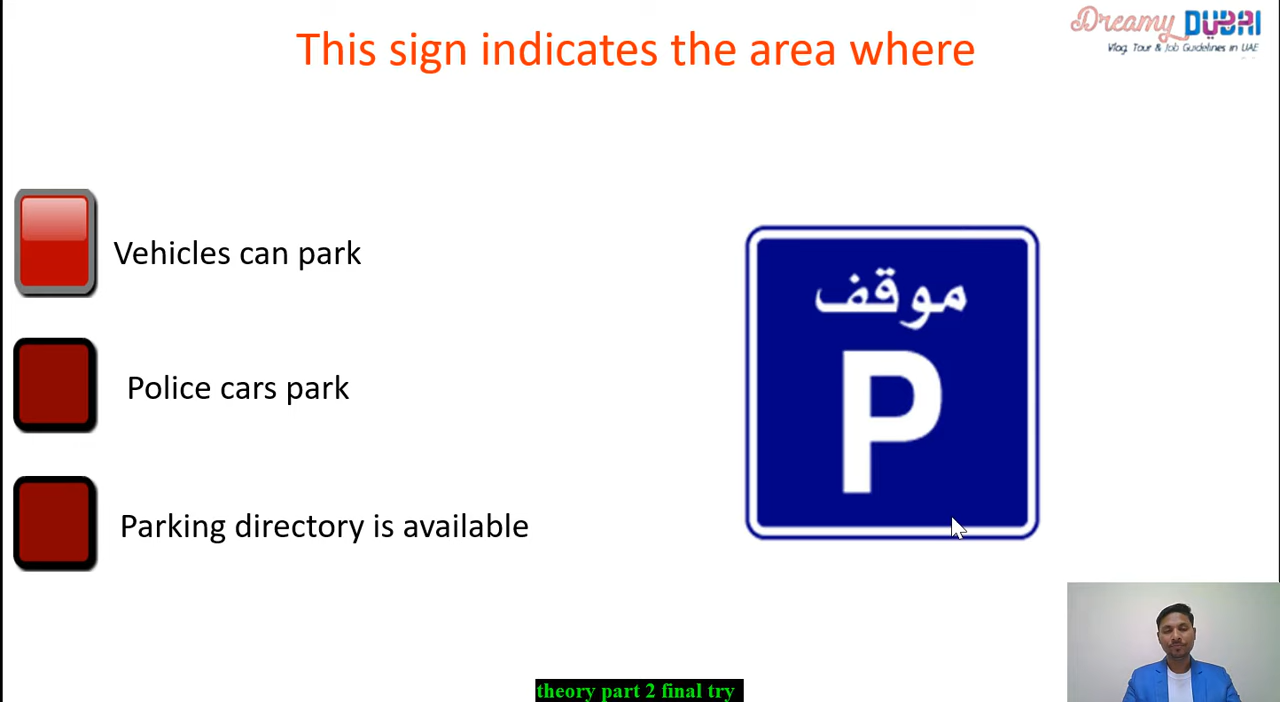 This sign indicates the area where
Dreamy DUBAI
Vlog, Tour & Job Guidelines in UAE
Vehicles can park
Police cars park
Parking directory is available
موقف
P
theory part 2 final try